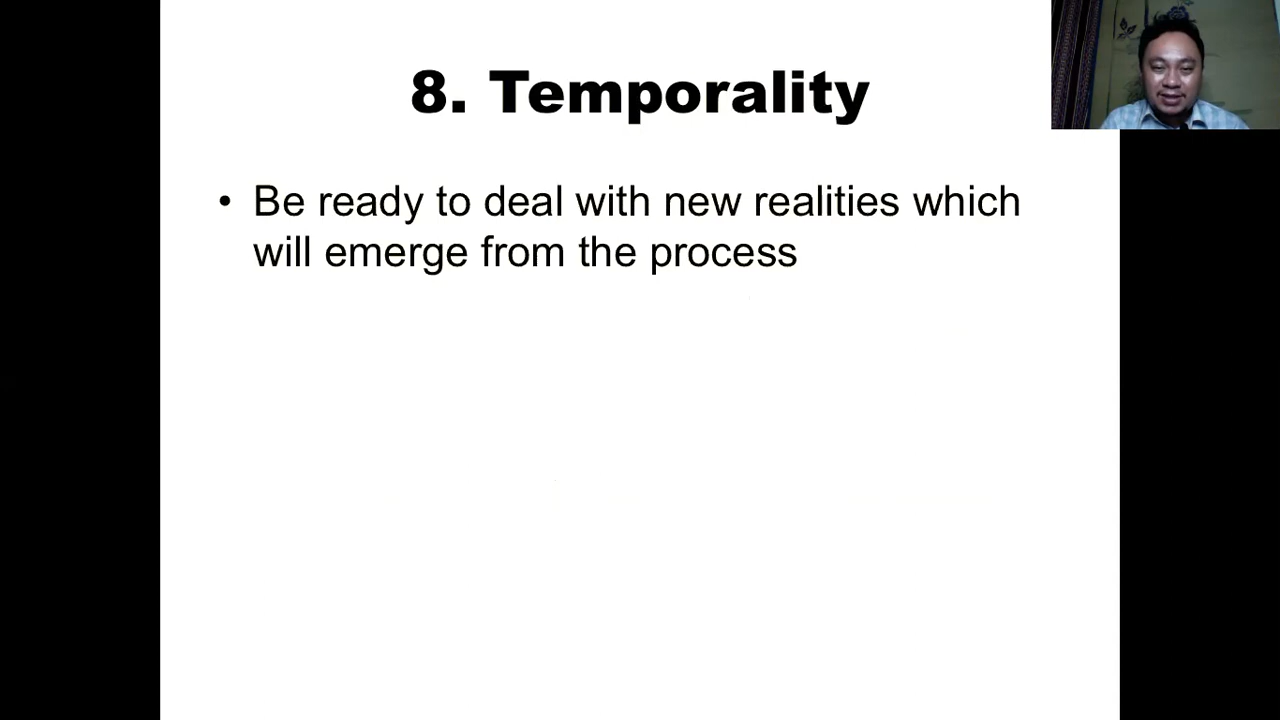 8. Temporality
• Be ready to deal with new realities which
will emerge from the process